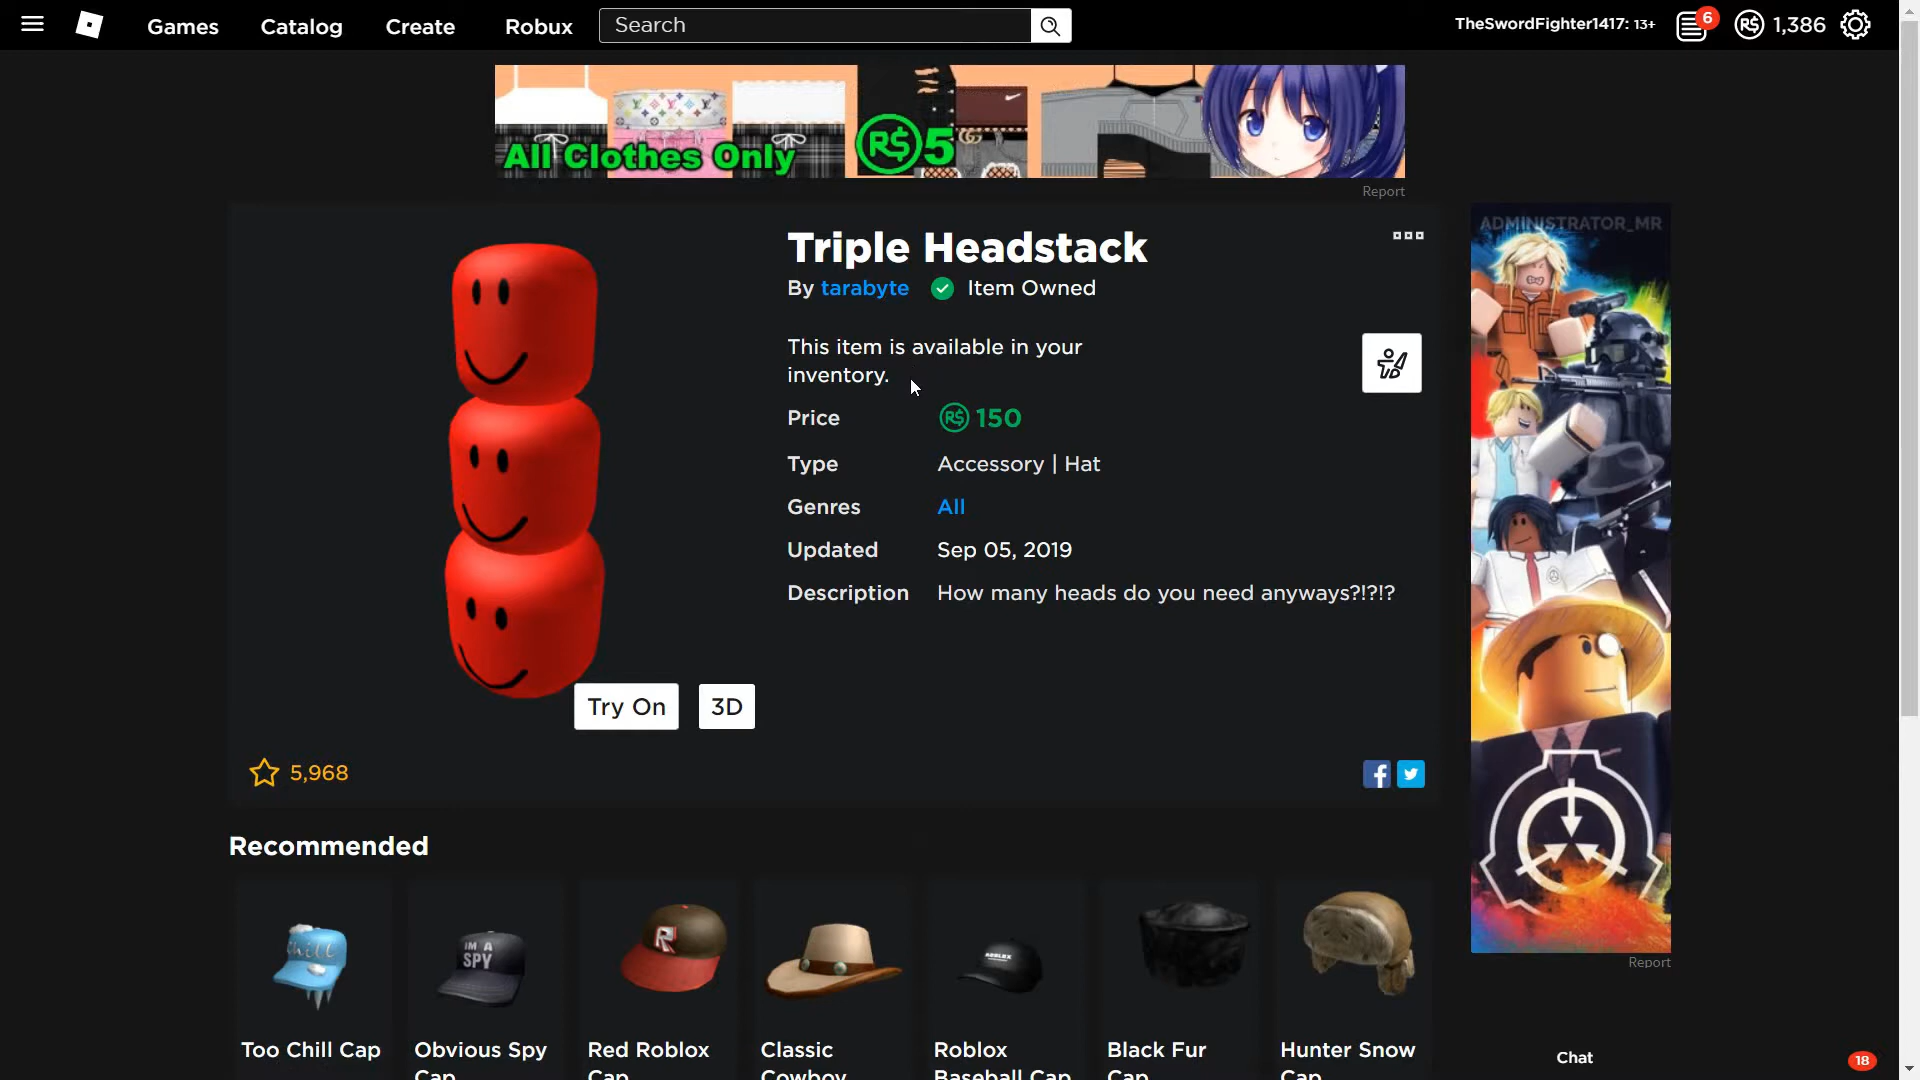 Games Catalog Create Robux Search TheSwordFighter1417: 13+ 6 R$ 1,386
All Clothes Only R$ 5
Report
ADMINISTRATOR_MR
Triple Headstack
By tarabyte Item Owned
This item is available in your
inventory.
Price R$ 150
Type Accessory | Hat
Genres All
Updated Sep 05, 2019
Description How many heads do you need anyways?!?!?
Try On 3D
5,968
Report
Recommended
Chill
IM A
SPY
R
ROBLOX
Too Chill Cap
Obvious Spy
Cap
Red Roblox
Cap
Classic
Cowboy
Roblox
Baseball Cap
Black Fur
Cap
Hunter Snow
Cap
Chat 18